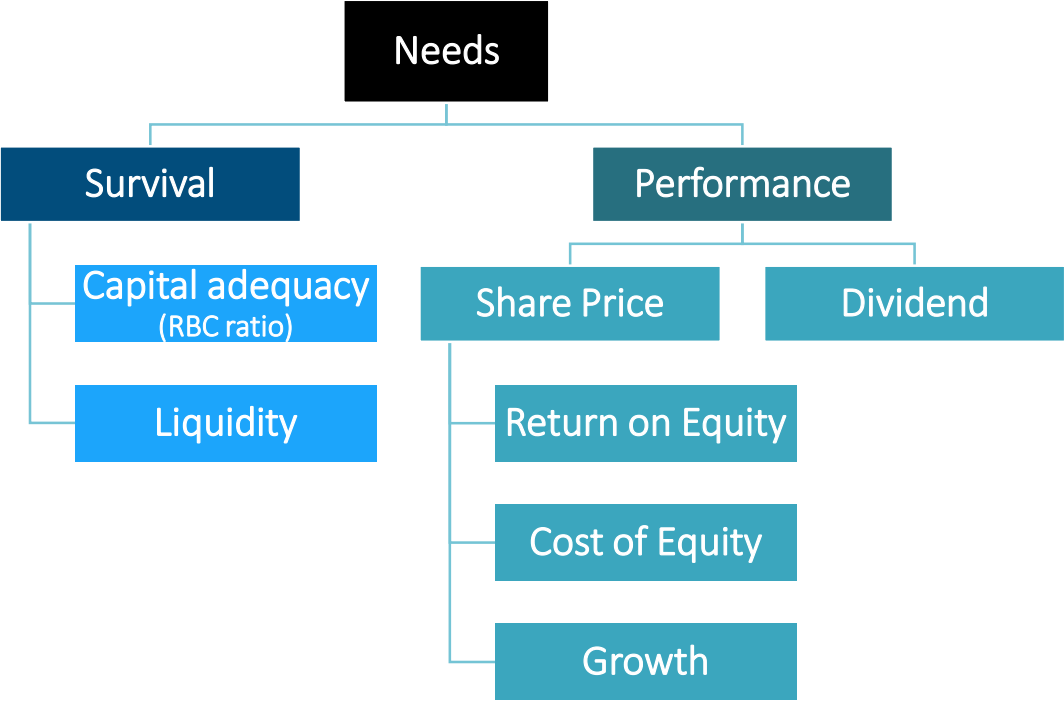 Needs
Survival
Performance
Capital adequacy
(RBC ratio)
Share Price
Dividend
Liquidity
Return on Equity
Cost of Equity
Growth